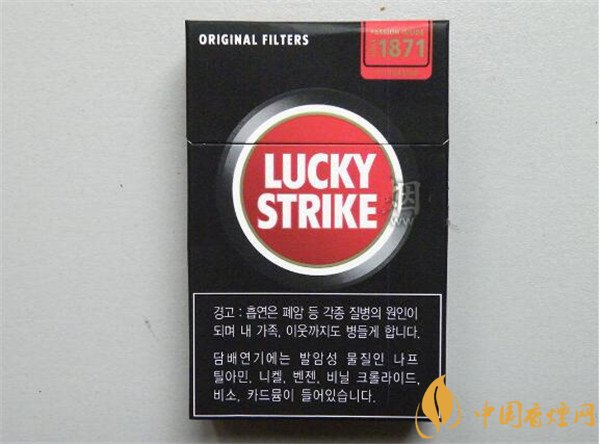 ORIGINAL FILTERS
1871
LUCKY
STRIKE
烟
경고 : 흡연은 폐암 등 각종 질병의 원인이
되며 내 가족, 이웃까지도 병들게 합니다.
담배연기에는 발암성 물질인 나프
틸아민, 니켈, 벤젠, 비닐 크롤라이드,
비소, 카드뮴이 들어있습니다.
中国香烟网